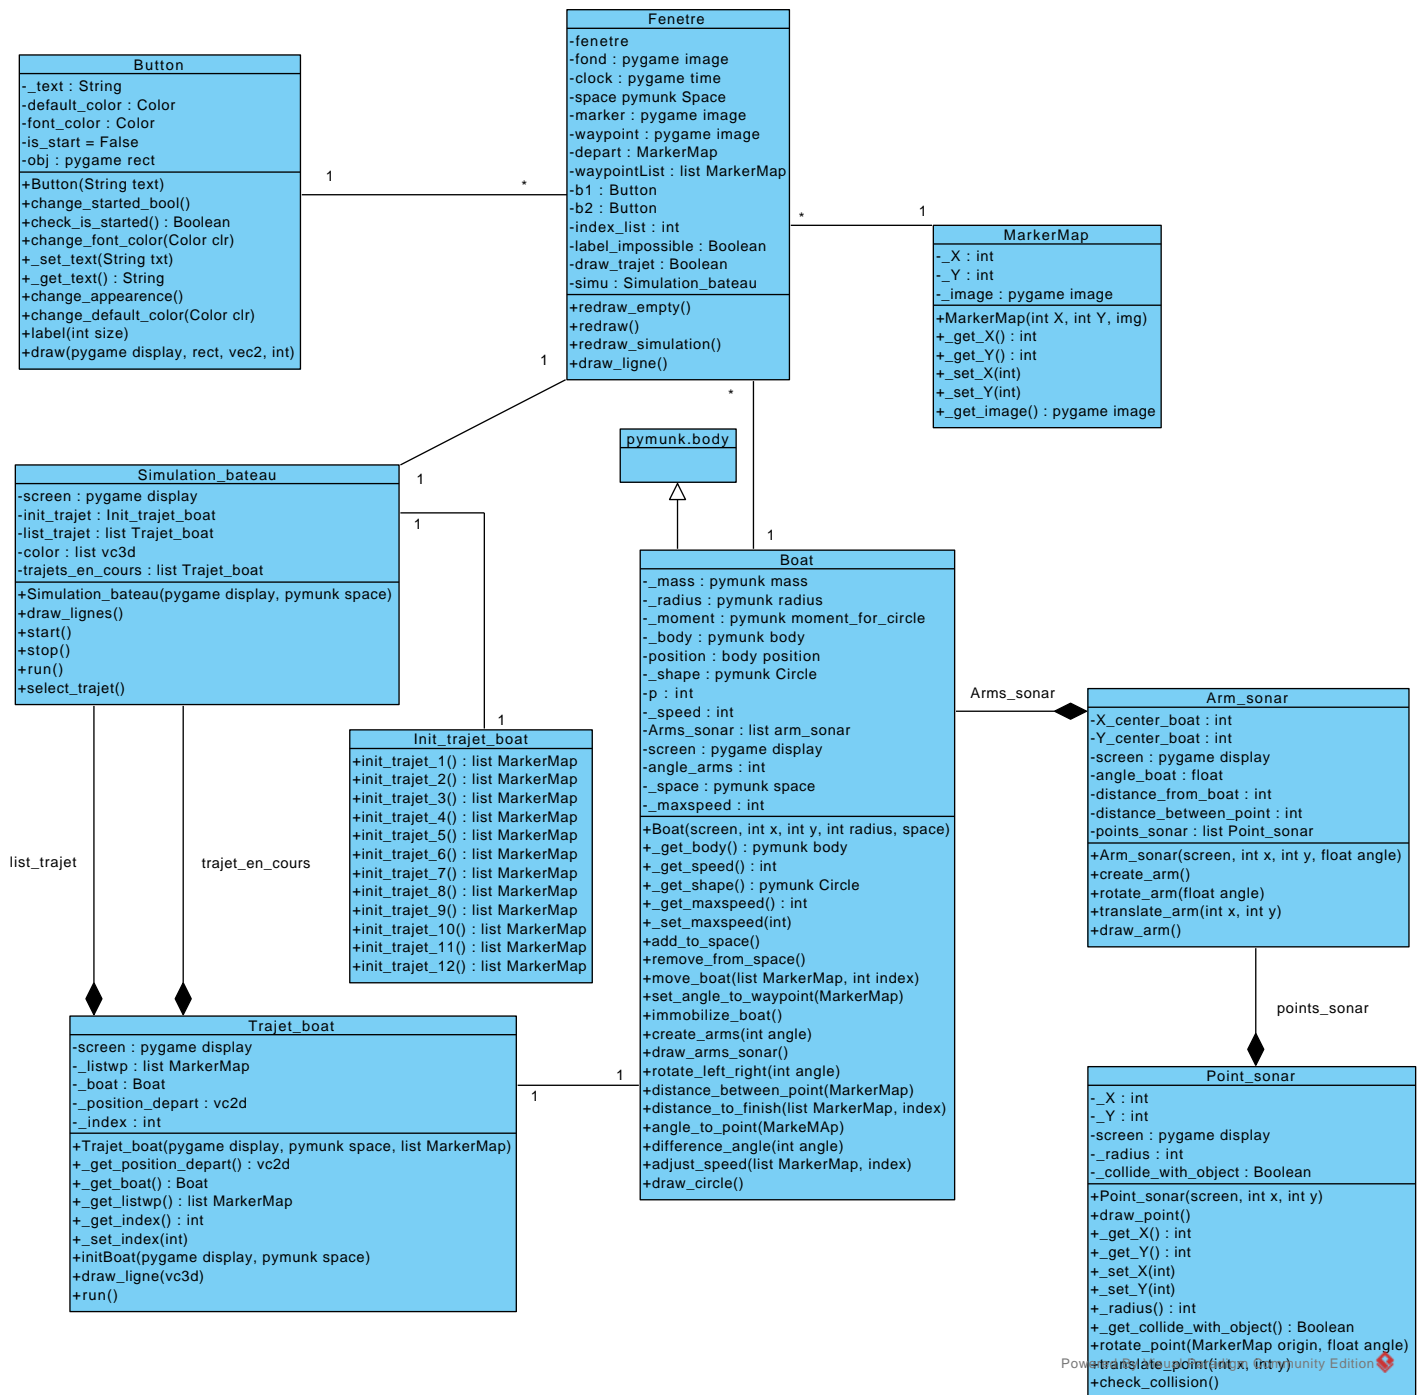 Fenetre
-fenetre
-fond : pygame image
-clock : pygame time
-space pymunk Space
-marker : pygame image
-waypoint : pygame image
-depart : MarkerMap
-waypointList : list MarkerMap
-b1 : Button
-b2 : Button
-index_list : int
-label_impossible : Boolean
-draw_trajet : Boolean
-simu : Simulation_bateau
+redraw_empty()
+redraw()
+redraw_simulation()
+draw_ligne()
Button
-_text : String
-default_color : Color
-font_color : Color
-is_start = False
-obj : pygame rect
+Button(String text)
+change_started_bool()
+check_is_started() : Boolean
+change_font_color(Color clr)
+_set_text(String txt)
+_get_text() : String
+change_appearence()
+change_default_color(Color clr)
+label(int size)
+draw(pygame display, rect, vec2, int)
1
*
*
1
MarkerMap
-_X : int
-_Y : int
-_image : pygame image
+MarkerMap(int X, int Y, img)
+_get_X() : int
+_get_Y() : int
+_set_X(int)
+_set_Y(int)
+_get_image() : pygame image
1
*
pymunk.body
1
1
1
Simulation_bateau
-screen : pygame display
-init_trajet : Init_trajet_boat
-list_trajet : list Trajet_boat
-color : list vc3d
-trajets_en_cours : list Trajet_boat
+Simulation_bateau(pygame display, pymunk space)
+draw_lignes()
+start()
+stop()
+run()
+select_trajet()
1
Init_trajet_boat
+init_trajet_1() : list MarkerMap
+init_trajet_2() : list MarkerMap
+init_trajet_3() : list MarkerMap
+init_trajet_4() : list MarkerMap
+init_trajet_5() : list MarkerMap
+init_trajet_6() : list MarkerMap
+init_trajet_7() : list MarkerMap
+init_trajet_8() : list MarkerMap
+init_trajet_9() : list MarkerMap
+init_trajet_10() : list MarkerMap
+init_trajet_11() : list MarkerMap
+init_trajet_12() : list MarkerMap
Boat
-_mass : pymunk mass
-_radius : pymunk radius
-_moment : pymunk moment_for_circle
-_body : pymunk body
-position : body position
-_shape : pymunk Circle
-p : int
-_speed : int
-Arms_sonar : list arm_sonar
-screen : pygame display
-angle_arms : int
-_space : pymunk space
-_maxspeed : int
+Boat(screen, int x, int y, int radius, space)
+_get_body() : pymunk body
+_get_speed() : int
+_get_shape() : pymunk Circle
+_get_maxspeed() : int
+_set_maxspeed(int)
+add_to_space()
+remove_from_space()
+move_boat(list MarkerMap, int index)
+set_angle_to_waypoint(MarkerMap)
+immobilize_boat()
+create_arms(int angle)
+draw_arms_sonar()
+rotate_left_right(int angle)
+distance_between_point(MarkerMap)
+distance_to_finish(list MarkerMap, index)
+angle_to_point(MarkeMAp)
+difference_angle(int angle)
+adjust_speed(list MarkerMap, index)
+draw_circle()
Arms_sonar
Arm_sonar
-X_center_boat : int
-Y_center_boat : int
-screen : pygame display
-angle_boat : float
-distance_from_boat : int
-distance_between_point : int
-points_sonar : list Point_sonar
+Arm_sonar(screen, int x, int y, float angle)
+create_arm()
+rotate_arm(float angle)
+translate_arm(int x, int y)
+draw_arm()
list_trajet
trajet_en_cours
points_sonar
Trajet_boat
-screen : pygame display
-_listwp : list MarkerMap
-_boat : Boat
-_position_depart : vc2d
-_index : int
+Trajet_boat(pygame display, pymunk space, list MarkerMap)
+_get_position_depart() : vc2d
+_get_boat() : Boat
+_get_listwp() : list MarkerMap
+_get_index() : int
+_set_index(int)
+initBoat(pygame display, pymunk space)
+draw_ligne(vc3d)
+run()
1
1
Point_sonar
-_X : int
-_Y : int
-screen : pygame display
-_radius : int
-_collide_with_object : Boolean
+Point_sonar(screen, int x, int y)
+draw_point()
+_get_X() : int
+_get_Y() : int
+_set_X(int)
+_set_Y(int)
+_radius() : int
+_get_collide_with_object() : Boolean
+rotate_point(MarkerMap origin, float angle)
+translate_point(int x, int y)
+check_collision()
Powered By Visual Paradigm Community Edition